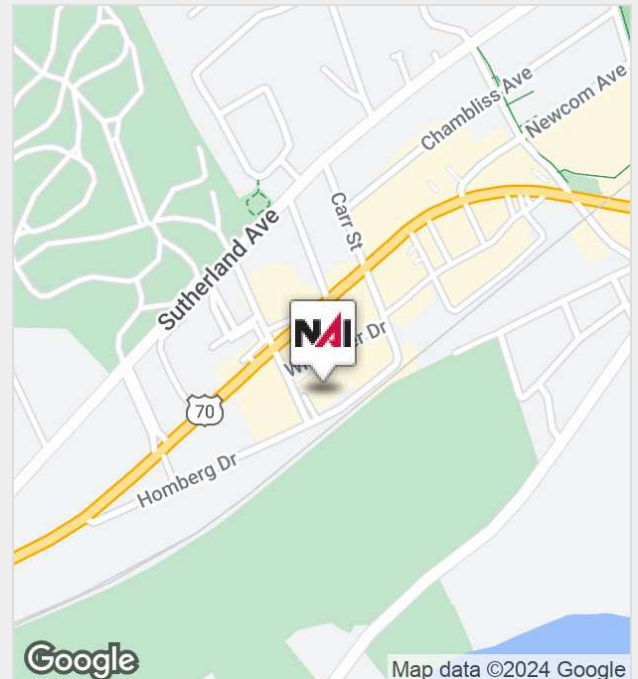 Chambliss Ave
Newcom Ave
Carr St
Sutherland Ave
NAI
70
Homberg Dr
Google
Map data ©2024 Google